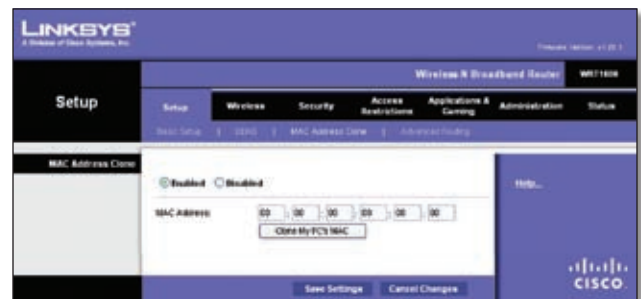 LINKSYS®
A Division of Cisco Systems, Inc.
Firmware Version:
Wireless-N Broadband Router
Setup
Setup Wireless Security Access Restrictions Applications & Gaming Administration Status
Basic Setup | DDNS | MAC Address Clone | Advanced Routing
MAC Address Clone
Enabled Disabled
Help...
MAC Address: 00 : 00 : 00 : 00 : 00 : 00
Clone My PC's MAC
Save Settings Cancel Changes
CISCO